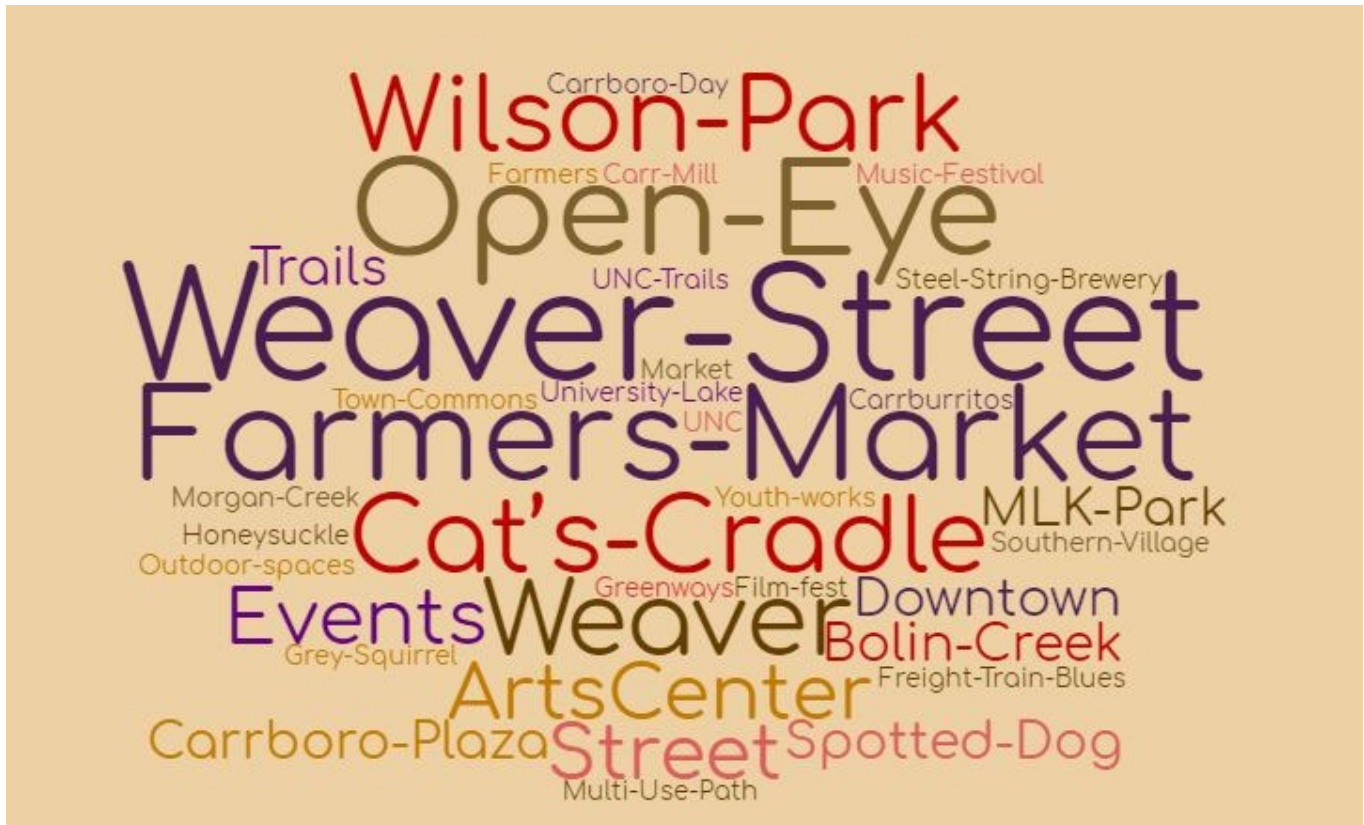 Carrboro-Day
Wilson-Park
Farmers Carr-Mill Music-Festival
Open-Eye
Trails UNC-Trails Steel-String-Brewery
Weaver-Street
Market
Town-Commons University-Lake Carrburritos
UNC
Farmers-Market
Morgan-Creek Youth-works MLK-Park
Cat's-Cradle
Honeysuckle Southern-Village
Outdoor-spaces
Greenways Film-fest Downtown
Events Weaver
Bolin-Creek
Grey-Squirrel
ArtsCenter Freight-Train-Blues
Carrboro-Plaza Street Spotted-Dog
Multi-Use-Path